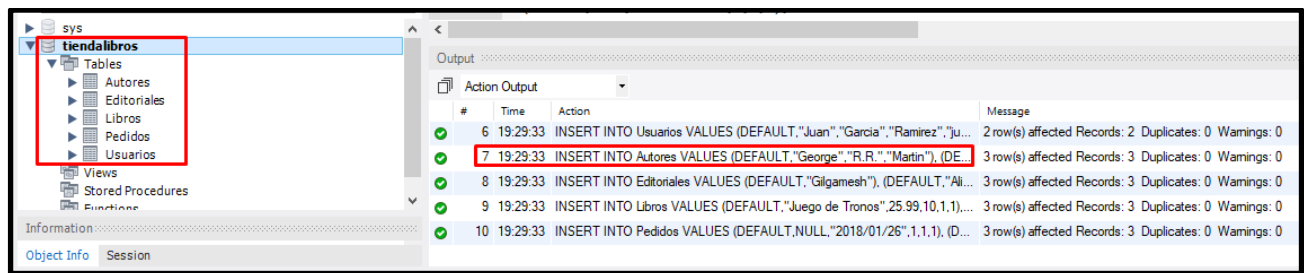 sys
tiendalibros
Tables
Autores
Editoriales
Libros
Pedidos
Usuarios
Views
Stored Procedures
Functions
Information
Object Info Session
Output
Action Output
# Time Action Message
6 19:29:33 INSERT INTO Usuarios VALUES (DEFAULT,"Juan","Garcia","Ramirez","ju... 2 row(s) affected Records: 2 Duplicates: 0 Warnings: 0
7 19:29:33 INSERT INTO Autores VALUES (DEFAULT,"George","R.R.","Martin"), (DE... 3 row(s) affected Records: 3 Duplicates: 0 Warnings: 0
8 19:29:33 INSERT INTO Editoriales VALUES (DEFAULT,"Gilgamesh"), (DEFAULT,"Ali... 3 row(s) affected Records: 3 Duplicates: 0 Warnings: 0
9 19:29:33 INSERT INTO Libros VALUES (DEFAULT,"Juego de Tronos",25.99,10,1,1),... 3 row(s) affected Records: 3 Duplicates: 0 Warnings: 0
10 19:29:33 INSERT INTO Pedidos VALUES (DEFAULT,NULL,"2018/01/26",1,1,1), (D... 3 row(s) affected Records: 3 Duplicates: 0 Warnings: 0